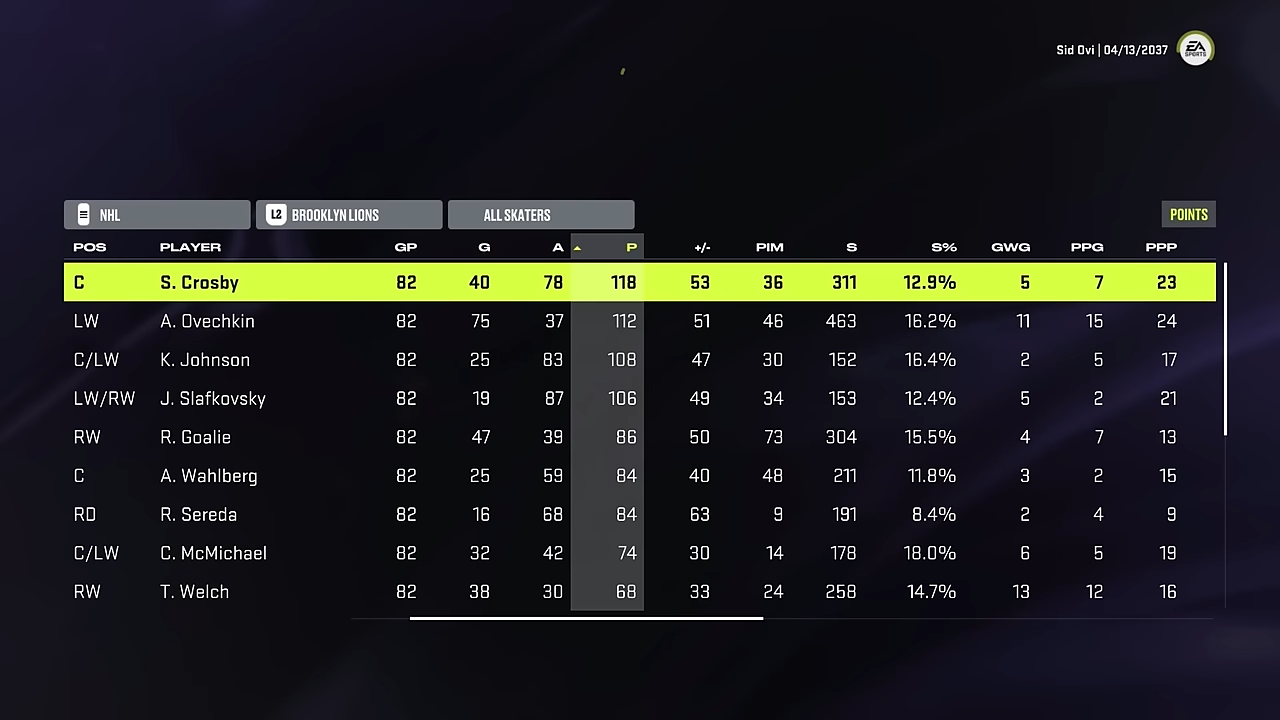 Sid Ovi | 04/13/2037 EA SPORTS
NHL L2 BROOKLYN LIONS ALL SKATERS POINTS
POS PLAYER GP G A P +/- PIM S S% GWG PPG PPP
C S. Crosby 82 40 78 118 53 36 311 12.9% 5 7 23
LW A. Ovechkin 82 75 37 112 51 46 463 16.2% 11 15 24
C/LW K. Johnson 82 25 83 108 47 30 152 16.4% 2 5 17
LW/RW J. Slafkovsky 82 19 87 106 49 34 153 12.4% 5 2 21
RW R. Goalie 82 47 39 86 50 73 304 15.5% 4 7 13
C A. Wahlberg 82 25 59 84 40 48 211 11.8% 3 2 15
RD R. Sereda 82 16 68 84 63 9 191 8.4% 2 4 9
C/LW C. McMichael 82 32 42 74 30 14 178 18.0% 6 5 19
RW T. Welch 82 38 30 68 33 24 258 14.7% 13 12 16